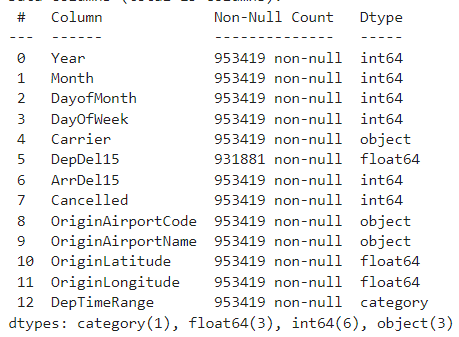 #   Column             Non-Null Count   Dtype
---  ------             --------------   -----
 0   Year               953419 non-null  int64
 1   Month              953419 non-null  int64
 2   DayofMonth         953419 non-null  int64
 3   DayOfWeek          953419 non-null  int64
 4   Carrier            953419 non-null  object
 5   DepDel15           931881 non-null  float64
 6   ArrDel15           953419 non-null  int64
 7   Cancelled          953419 non-null  int64
 8   OriginAirportCode  953419 non-null  object
 9   OriginAirportName  953419 non-null  object
 10  OriginLatitude     953419 non-null  float64
 11  OriginLongitude    953419 non-null  float64
 12  DepTimeRange       953419 non-null  category
dtypes: category(1), float64(3), int64(6), object(3)